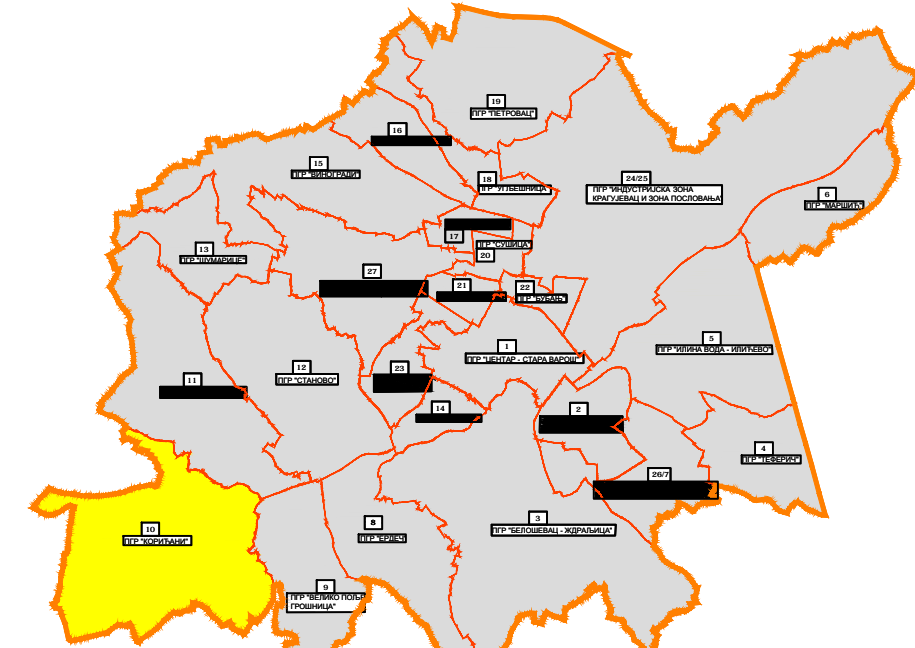 19
ПГР "ПЕТРОВАЦ"
16
15
ПГР "ВИНОГРАДИ"
18
ПГР "УГЉЕШНИЦА"
24/25
ПГР "ИНДУСТРИЈСКА ЗОНА
КРАГУЈЕВАЦ И ЗОНА ПОСЛОВАЊА"
6
ПГР "МАРШИЋ"
17
ПГР "СУШИЦА"
20
13
ПГР "ШУМАРИЦЕ"
27
21
22
ПГР "БУБАЊ"
1
ПГР "ЦЕНТАР - СТАРА ВАРОШ"
5
ПГР "ИЛИНА ВОДА - ИЛИЋЕВО"
12
ПГР "СТАНОВО"
11
23
14
2
4
ПГР "ТЕФЕРИЧ"
26/7
3
ПГР "БЕЛОШЕВАЦ - ЖДРАЉИЦА"
8
ПГР "ЕРДЕЧ"
10
ПГР "КОРИЋАНИ"
9
ПГР "ВЕЛИКО ПОЉЕ
ГРОШНИЦА"